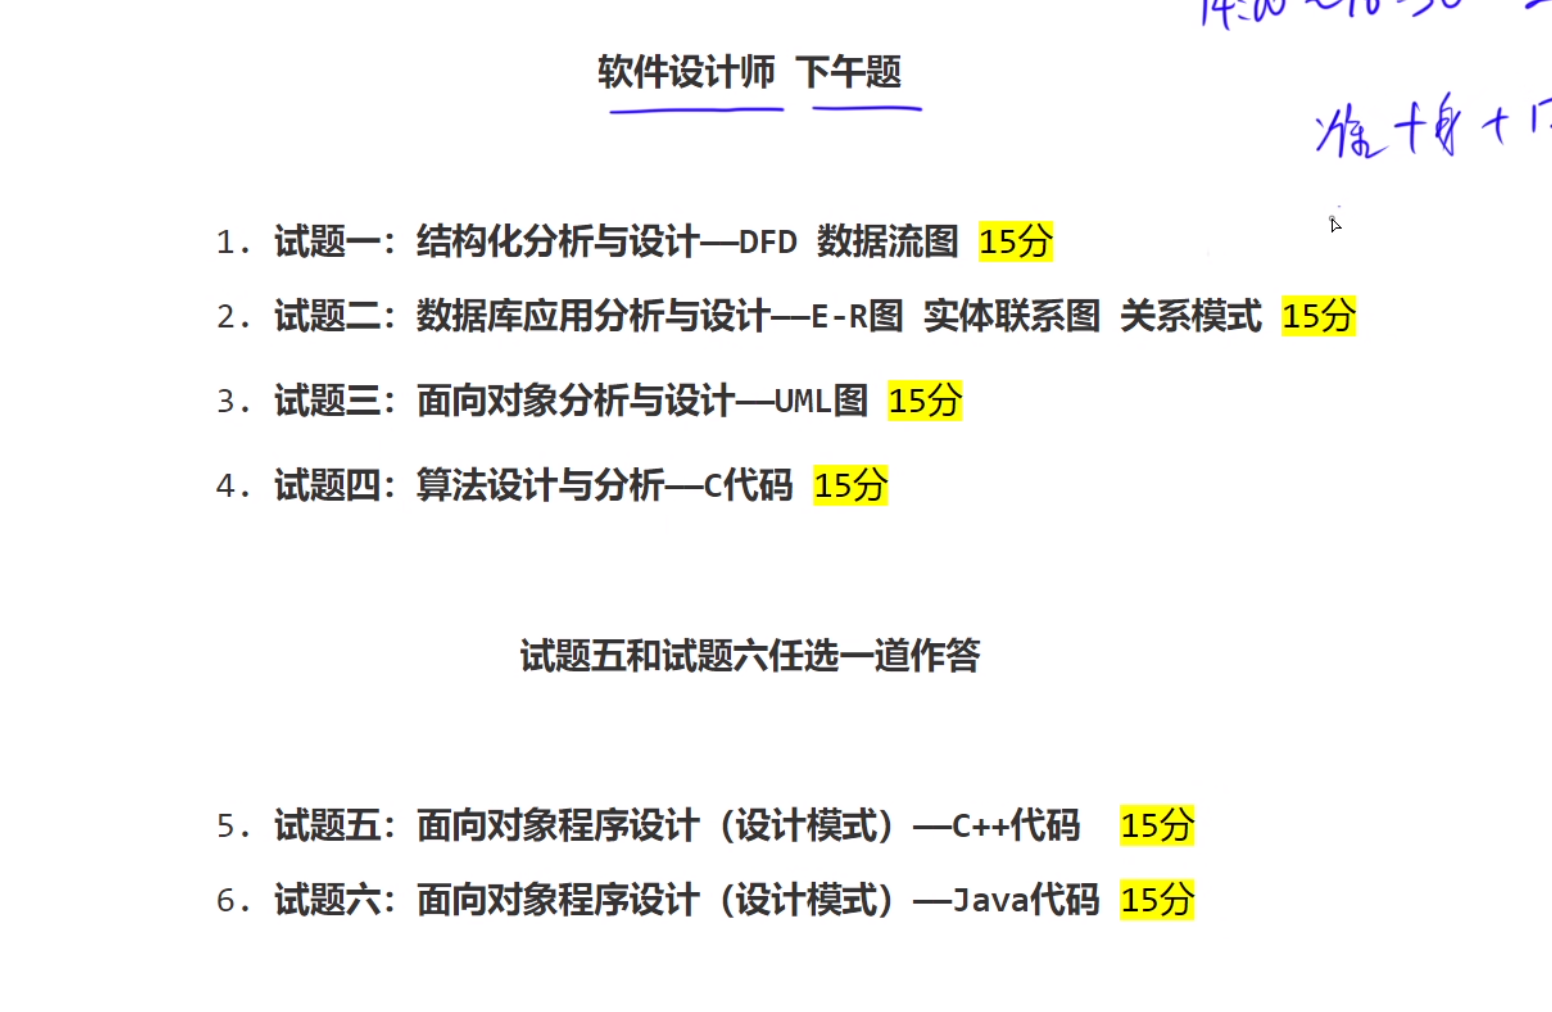 14:00~16:30
软件设计师 下午题
准+身+
1. 试题一：结构化分析与设计——DFD 数据流图 15分
2. 试题二：数据库应用分析与设计——E-R图 实体联系图 关系模式 15分
3. 试题三：面向对象分析与设计——UML图 15分
4. 试题四：算法设计与分析——C代码 15分
试题五和试题六任选一道作答
5. 试题五：面向对象程序设计（设计模式）——C++代码 15分
6. 试题六：面向对象程序设计（设计模式）——Java代码 15分